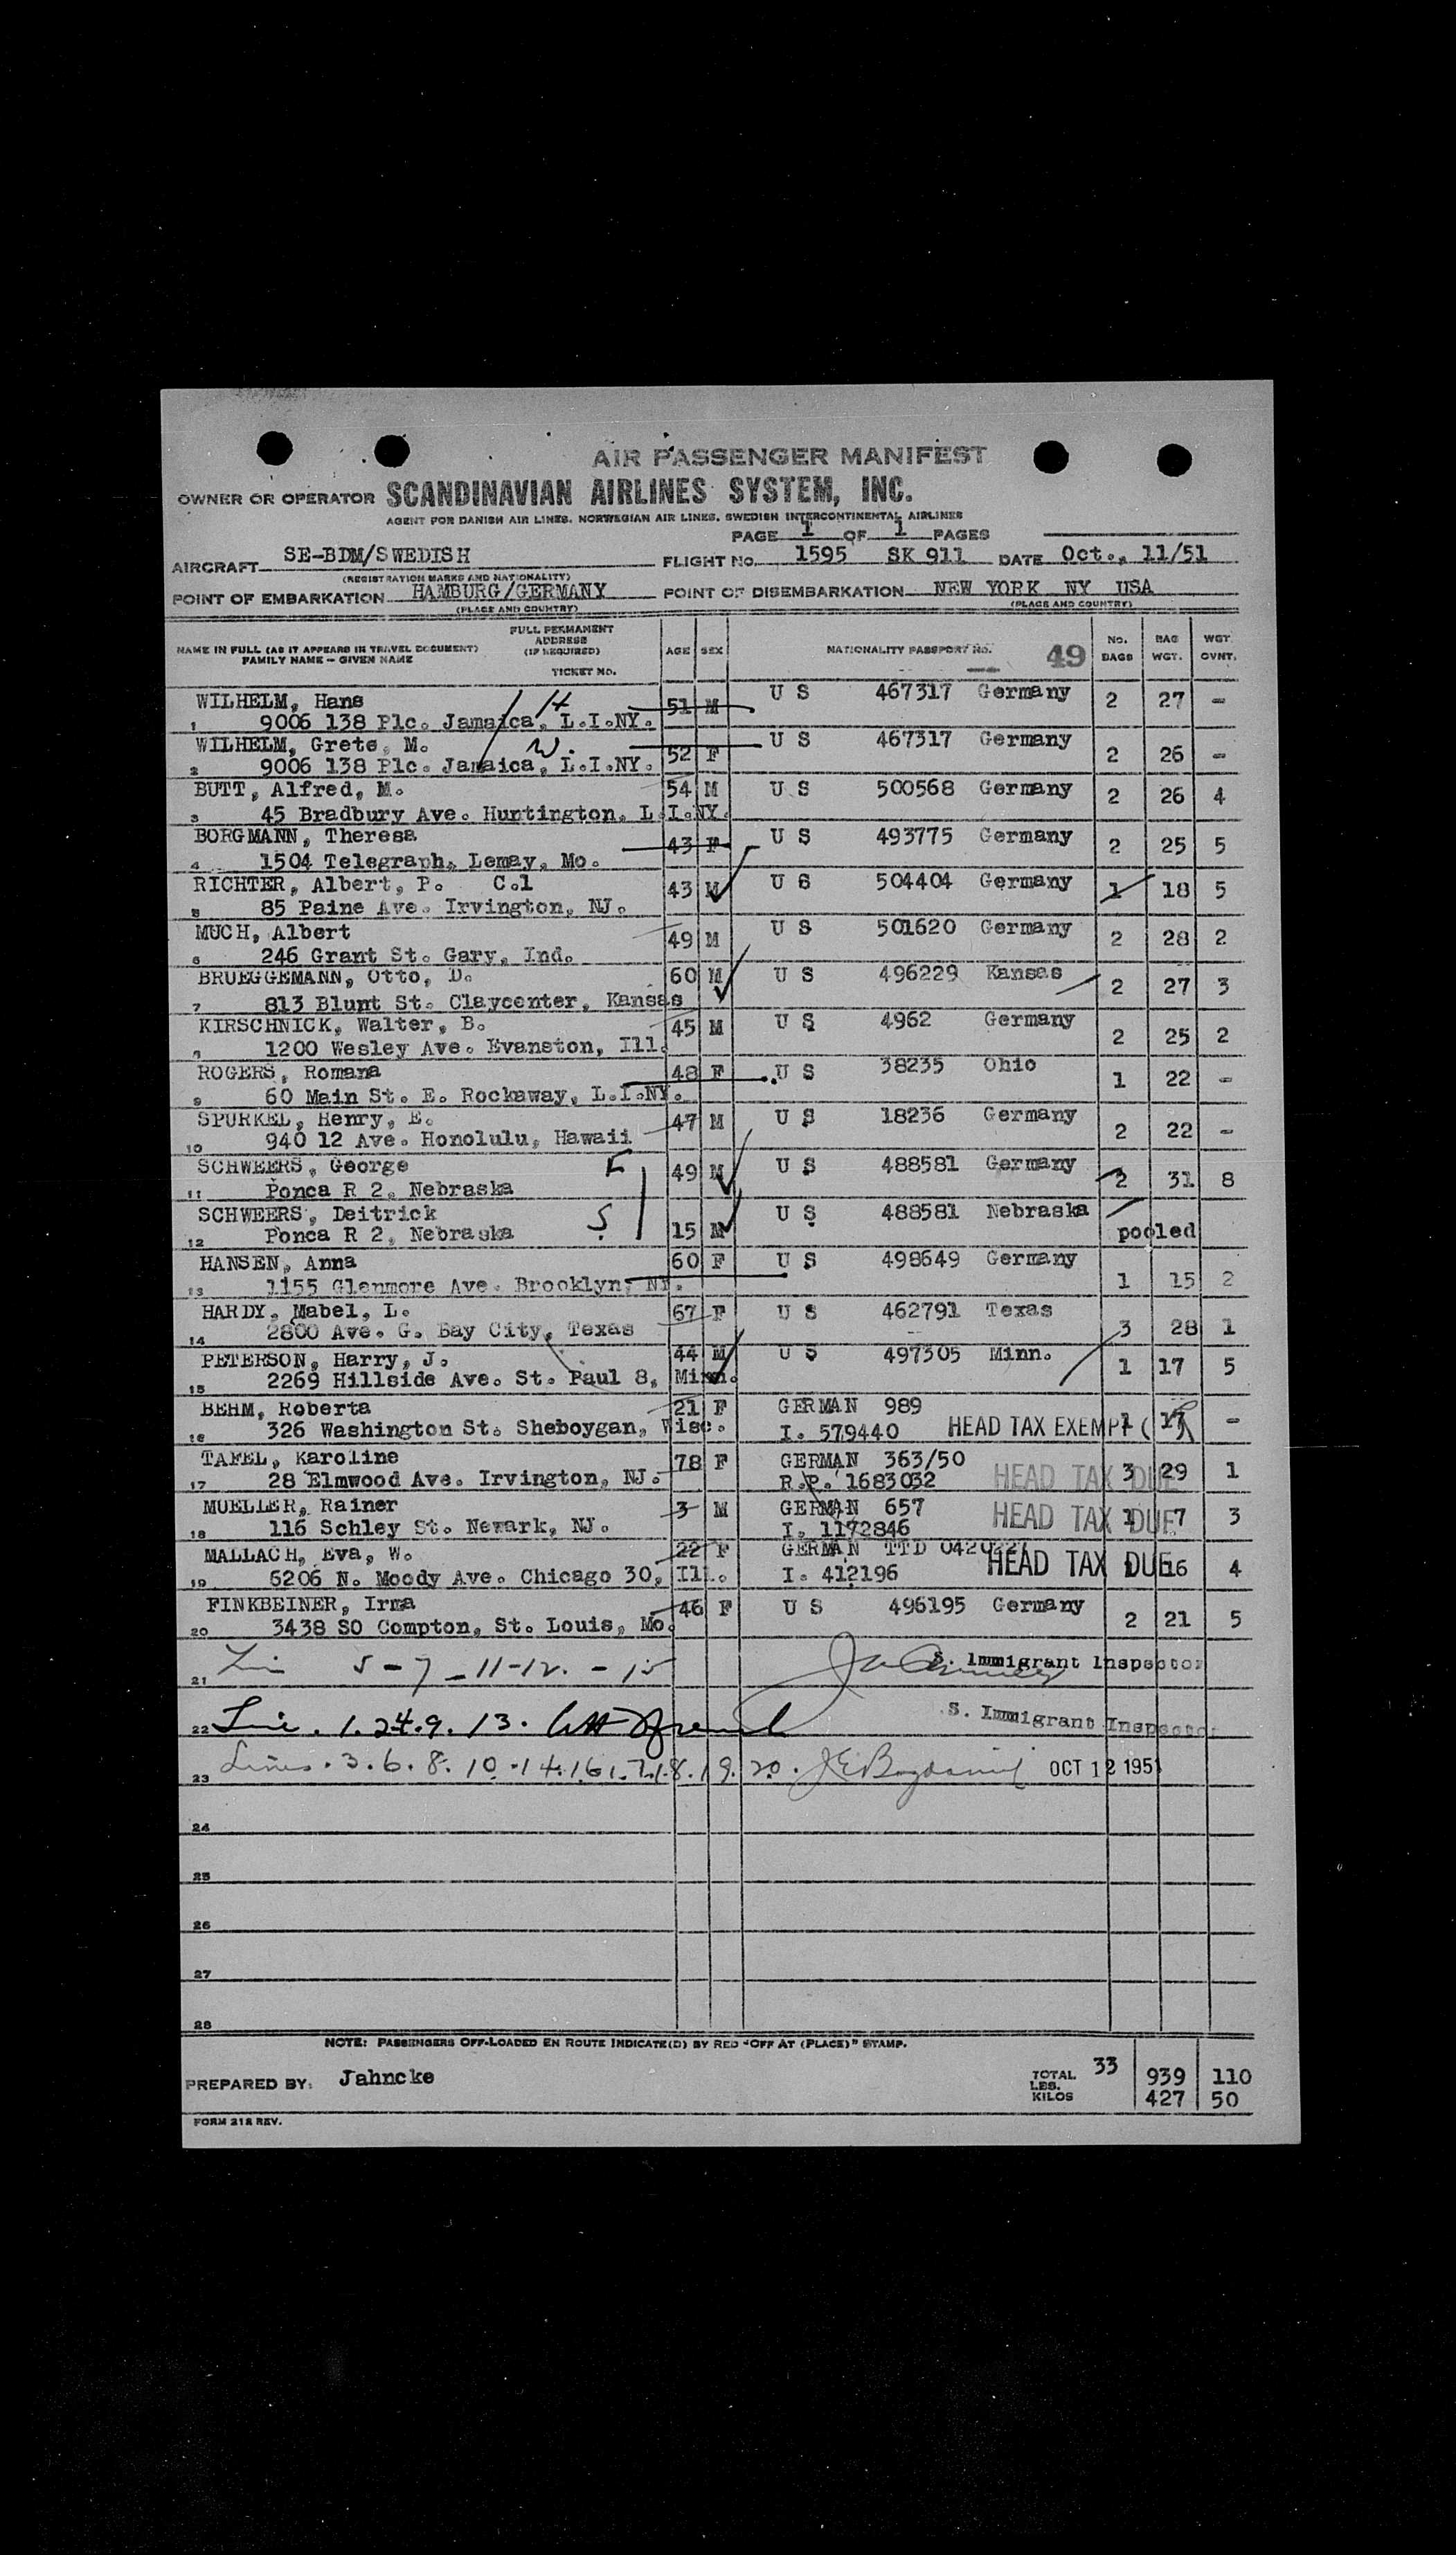 AIR PASSENGER MANIFEST
OWNER OR OPERATOR SCANDINAVIAN AIRLINES SYSTEM, INC.
AGENT FOR DANISH AIR LINES, NORWEGIAN AIR LINES, SWEDISH INTERCONTINENTAL AIRLINES
PAGE 1 OF 1 PAGES
AIRCRAFT SE-BDM/SWEDISH FLIGHT NO. 1595 SK 911 DATE Oct., 11/51
(REGISTRATION MARKS AND NATIONALITY)
POINT OF EMBARKATION HAMBURG/GERMANY POINT OF DISEMBARKATION NEW YORK NY USA
(PLACE AND COUNTRY) (PLACE AND COUNTRY)
NAME IN FULL (AS IT APPEARS IN TRAVEL DOCUMENT) FAMILY NAME – GIVEN NAME FULL PERMANENT ADDRESS (IF REQUIRED) TICKET NO. AGE SEX NATIONALITY PASSPORT NO. 49 NO. BAGS BAG WGT. WGT. OVNT.
WILHELM, Hans H 51 M U S 467317 Germany 2 27 -
1 9006 138 Plc. Jamaica, L.I.NY.
WILHELM, Grete, M. W. 52 F U S 467317 Germany 2 26 -
2 9006 138 Plc. Jamaica, L.I.NY.
BUTT, Alfred, M. 54 M U S 500568 Germany 2 26 4
3 45 Bradbury Ave. Huntington, L.I.NY.
BORGMANN, Theresa 43 F U S 493775 Germany 2 25 5
4 1504 Telegraph, Lemay, Mo.
RICHTER, Albert, P. C.l 43 M U S 504404 Germany 1 18 5
5 85 Paine Ave. Irvington, NJ.
MUCH, Albert 49 M U S 501620 Germany 2 28 2
6 246 Grant St. Gary, Ind.
BRUEGGEMANN, Otto, D. 60 M U S 496229 Kansas 2 27 3
7 813 Blunt St. Claycenter, Kansas
KIRSCHNICK, Walter, B. 45 M U S 4962 Germany 2 25 2
8 1200 Wesley Ave. Evanston, Ill.
ROGERS, Romana 48 F U S 38235 Ohio 1 22 -
9 60 Main St. E. Rockaway, L.I.NY.
SPURKEL, Henry, E. 47 M U S 18236 Germany 2 22 -
10 940 12 Ave. Honolulu, Hawaii
SCHWEERS, George F 49 M U S 488581 Germany 2 31 8
11 Ponca R 2, Nebraska
SCHWEERS, Deitrick S. 15 M U S 488581 Nebraska pooled
12 Ponca R 2, Nebraska
HANSEN, Anna 60 F U S 498649 Germany 1 15 2
13 1155 Glenmore Ave. Brooklyn, NY.
HARDY, Mabel, L. 67 F U S 462791 Texas 3 28 1
14 2800 Ave. G. Bay City, Texas
PETERSON, Harry, J. 44 M U S 497305 Minn. 1 17 5
15 2269 Hillside Ave. St. Paul 8, Minn.
BEHM, Roberta 21 F GERMAN 989 1 17 -
16 326 Washington St. Sheboygan, Wisc. I. 579440 HEAD TAX EXEMPT (
TAFEL, Karoline 78 F GERMAN 363/50 3 29 1
17 28 Elmwood Ave. Irvington, NJ. R.P. 1683032 HEAD TAX DUE
MUELLER, Rainer 3 M GERMAN 657 HEAD TAX DUE 1 7 3
18 116 Schley St. Newark, NJ. I. 1172846
MALLACH, Eva, W. 22 F GERMAN TTD HEAD TAX DUE 16 4
19 5206 N. Moody Ave. Chicago 30, Ill. I. 412196
FINKBEINER, Irma 46 F U S 496195 Germany 2 21 5
20 3438 SO Compton, St. Louis, Mo.
21 5-7-11-12.-15 S. Immigrant Inspector
22 1.24.9.13. S. Immigrant Inspector
23 Lines.3.6.8.10.14.16.17.18.19.20. OCT 12 1951
24
25
26
27
28
NOTE: PASSENGERS OFF-LOADED EN ROUTE INDICATE(D) BY RED "OFF AT (PLACE)" STAMP.
PREPARED BY: Jahncke TOTAL 33
LBS. 939 110
KILOS 427 50
FORM 218 REV.